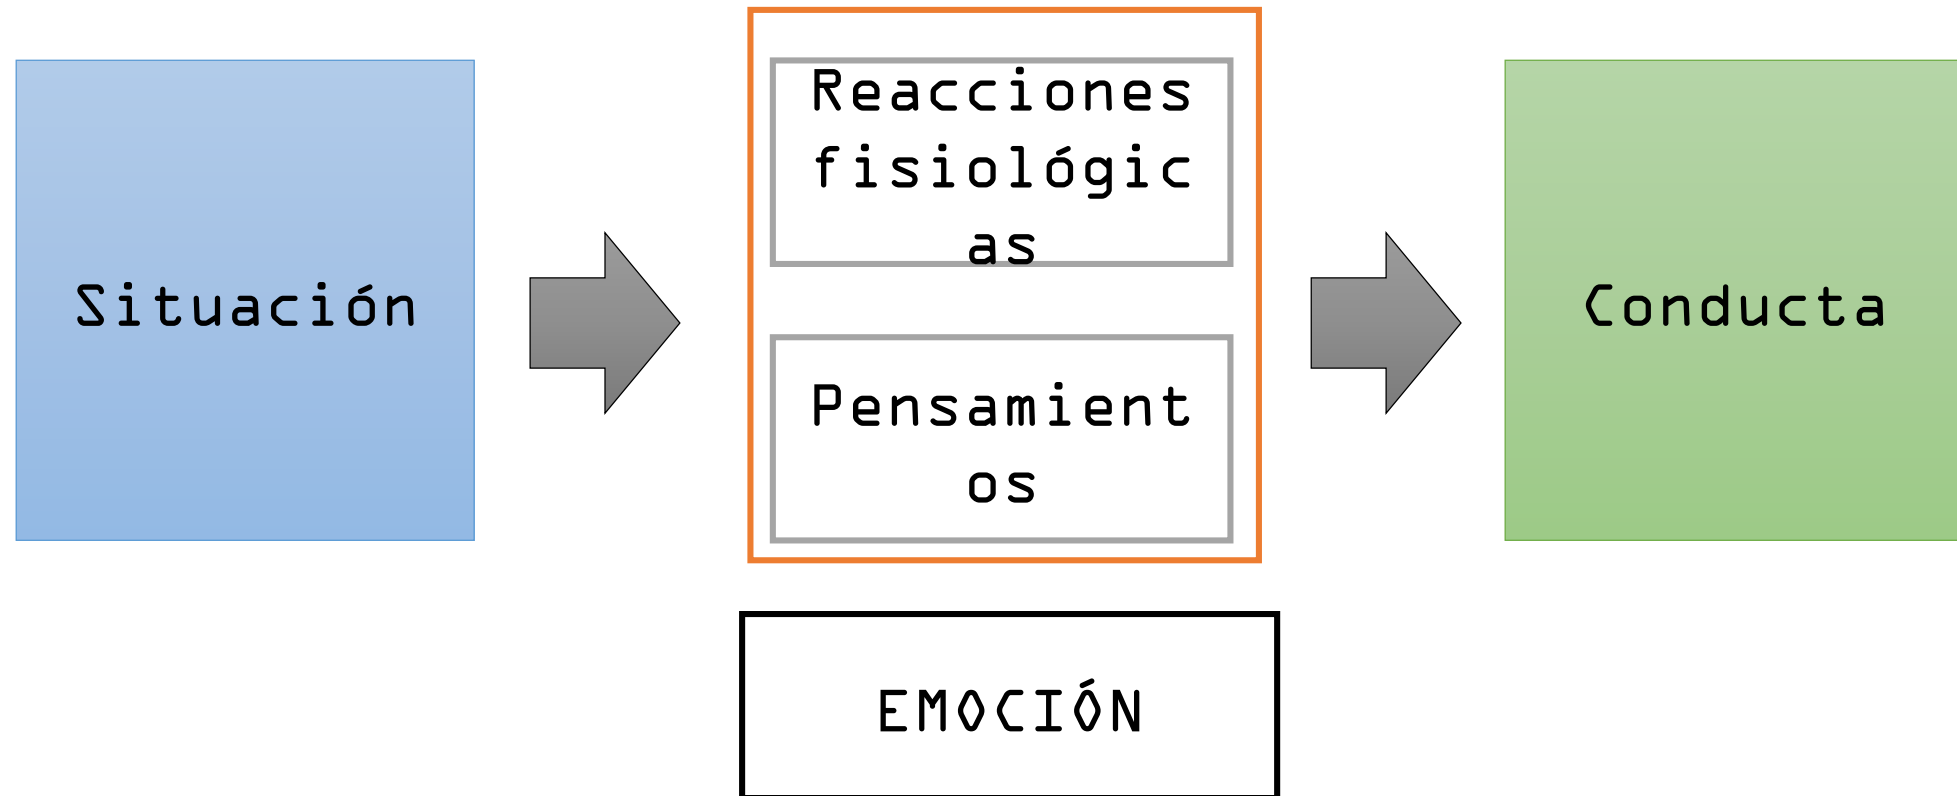 Situación
Reacciones
fisiológic
as
Pensamient
os
Conducta
EMOCIÓN